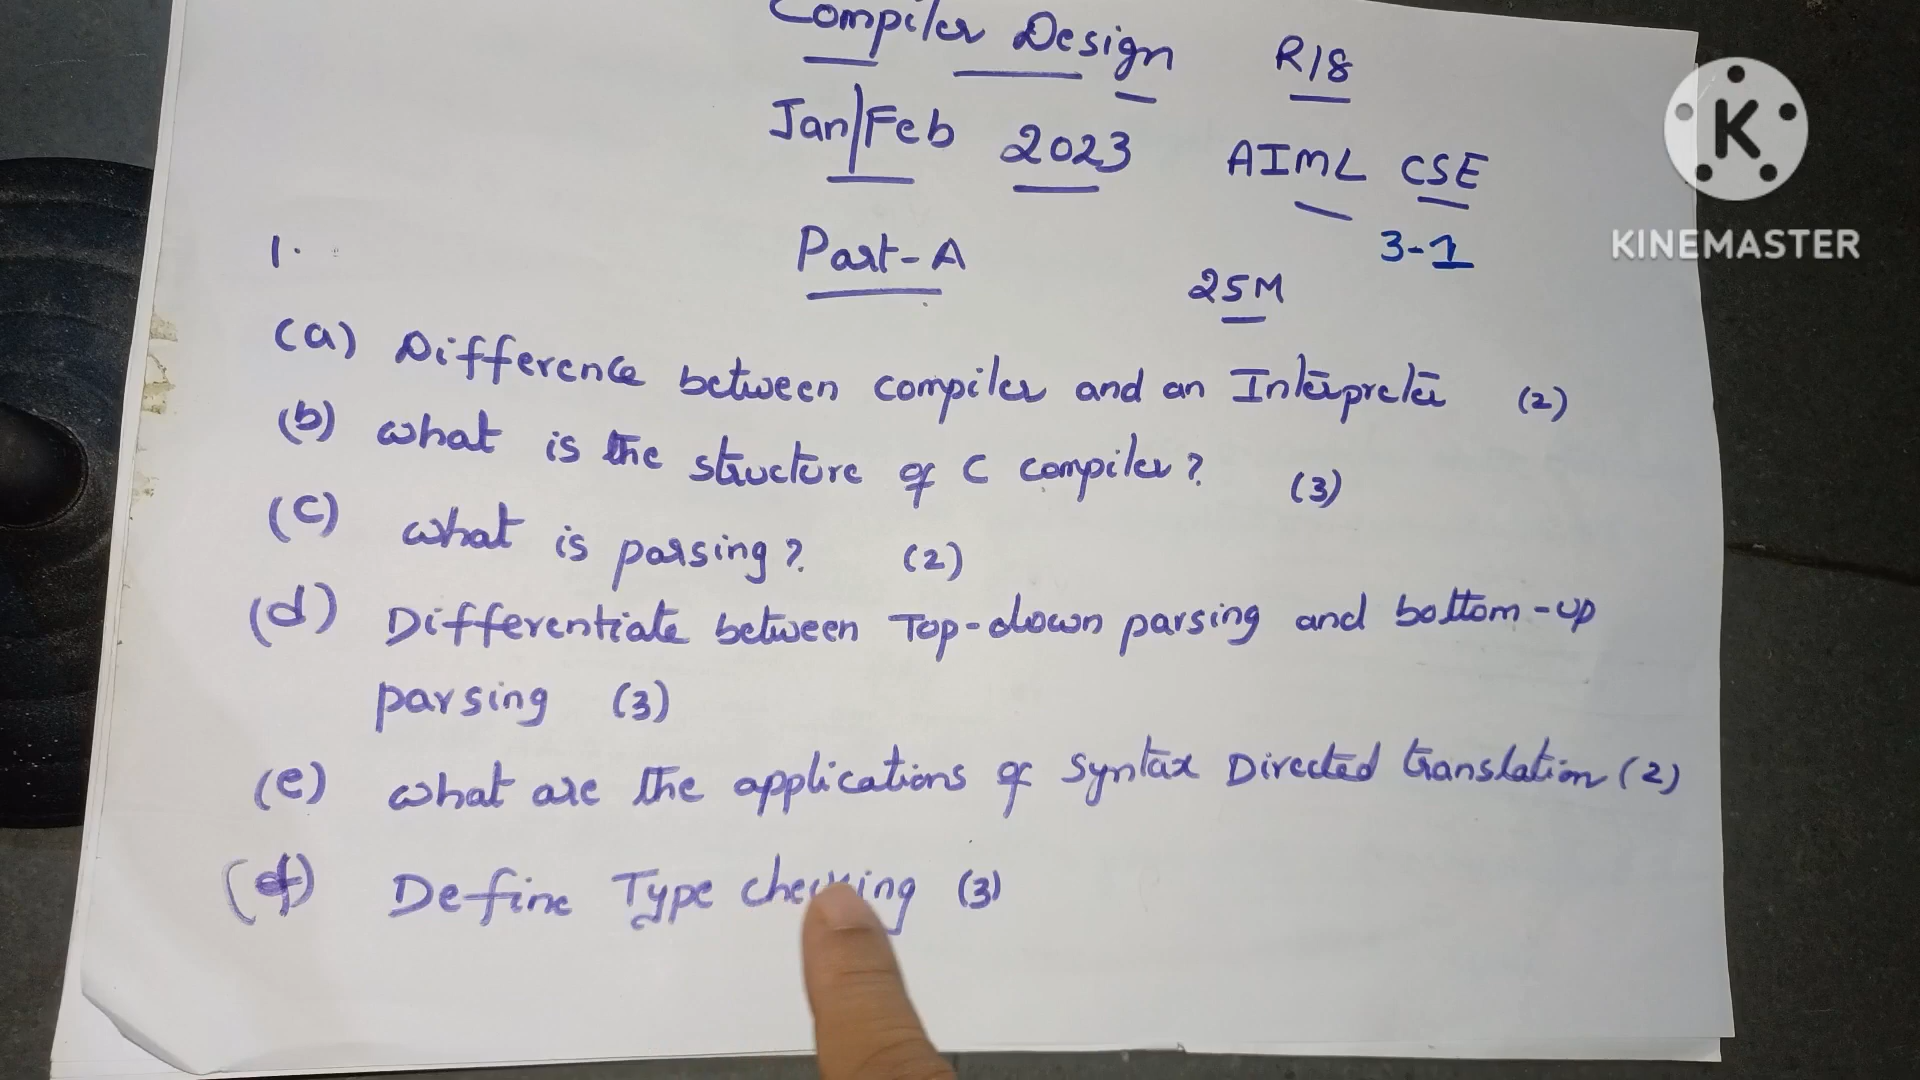 Compiler Design R18
Jan/Feb 2023 AIML CSE
3-1
1. Part-A
25M
(a) Difference between compiler and an Interpreter (2)
(b) what is the structure of C compiler? (3)
(C) what is parsing? (2)
(d) Differentiate between Top-down parsing and bottom-up
parsing (3)
(e) what are the applications of Syntax Directed translation (2)
(f) Define Type checking (3)
K
KINEMASTER